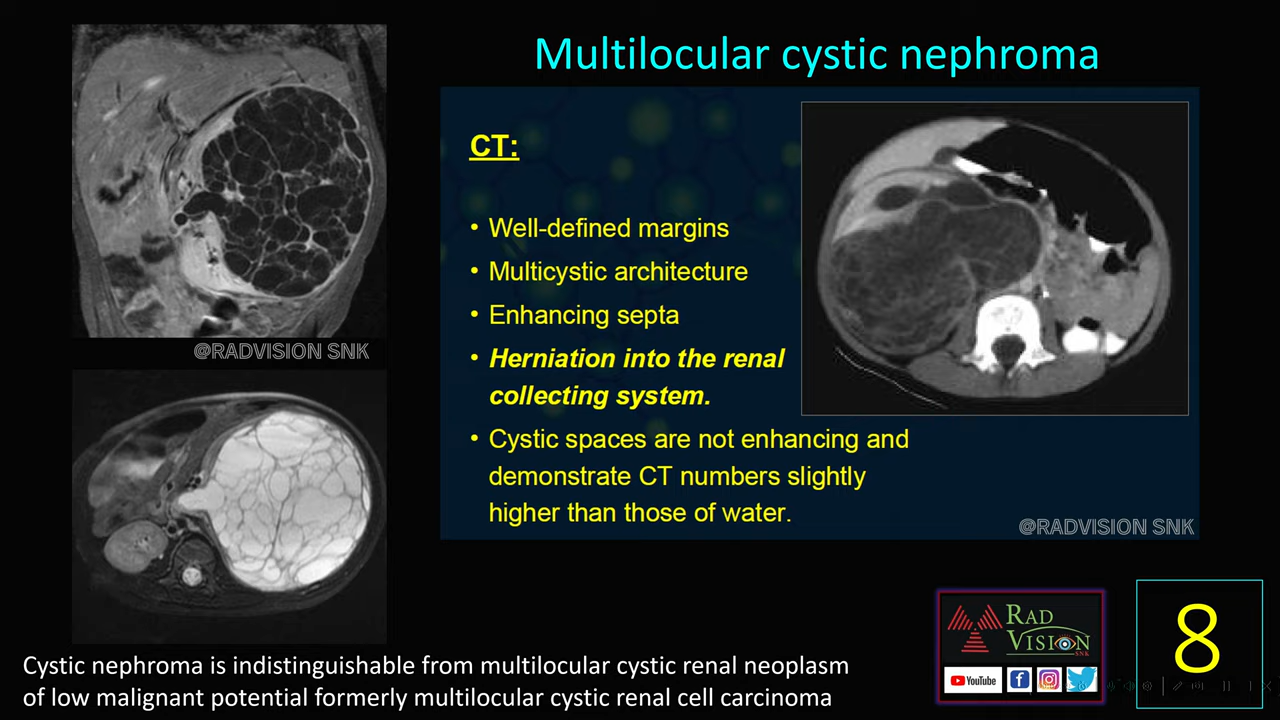 Multilocular cystic nephroma
CT:
• Well-defined margins
• Multicystic architecture
• Enhancing septa
• Herniation into the renal
collecting system.
• Cystic spaces are not enhancing and
demonstrate CT numbers slightly
higher than those of water.
@RADVISION SNK
@RADVISION SNK
Cystic nephroma is indistinguishable from multilocular cystic renal neoplasm
of low malignant potential formerly multilocular cystic renal cell carcinoma
RAD
VISION
SNK
YouTube
8